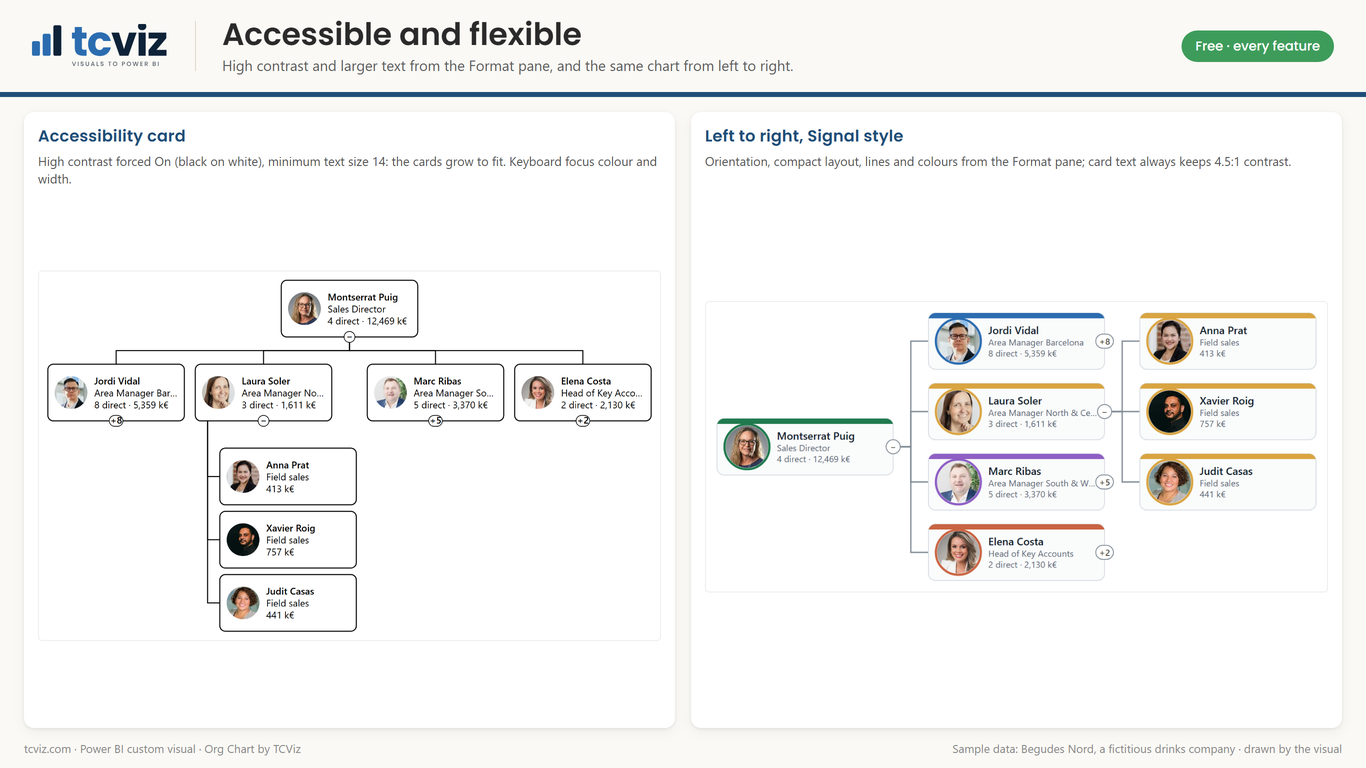 tcviz
VISUALS TO POWER BI
Accessible and flexible
High contrast and larger text from the Format pane, and the same chart from left to right.
Free · every feature
Accessibility card
High contrast forced On (black on white), minimum text size 14: the cards grow to fit. Keyboard focus colour and
width.
Montserrat Puig
Sales Director
4 direct · 12,469 k€
−
Jordi Vidal
Area Manager Bar...
8 direct · 5,359 k€
+8
Laura Soler
Area Manager No...
3 direct · 1,611 k€
−
Marc Ribas
Area Manager So...
5 direct · 3,370 k€
+5
Elena Costa
Head of Key Acco...
2 direct · 2,130 k€
+2
Anna Prat
Field sales
413 k€
Xavier Roig
Field sales
757 k€
Judit Casas
Field sales
441 k€
Left to right, Signal style
Orientation, compact layout, lines and colours from the Format pane; card text always keeps 4.5:1 contrast.
Montserrat Puig
Sales Director
4 direct · 12,469 k€
−
Jordi Vidal
Area Manager Barcelona
8 direct · 5,359 k€
+8
Laura Soler
Area Manager North & Ce...
3 direct · 1,611 k€
−
Marc Ribas
Area Manager South & W...
5 direct · 3,370 k€
+5
Elena Costa
Head of Key Accounts
2 direct · 2,130 k€
+2
Anna Prat
Field sales
413 k€
Xavier Roig
Field sales
757 k€
Judit Casas
Field sales
441 k€
tcviz.com · Power BI custom visual · Org Chart by TCViz
Sample data: Begudes Nord, a fictitious drinks company · drawn by the visual